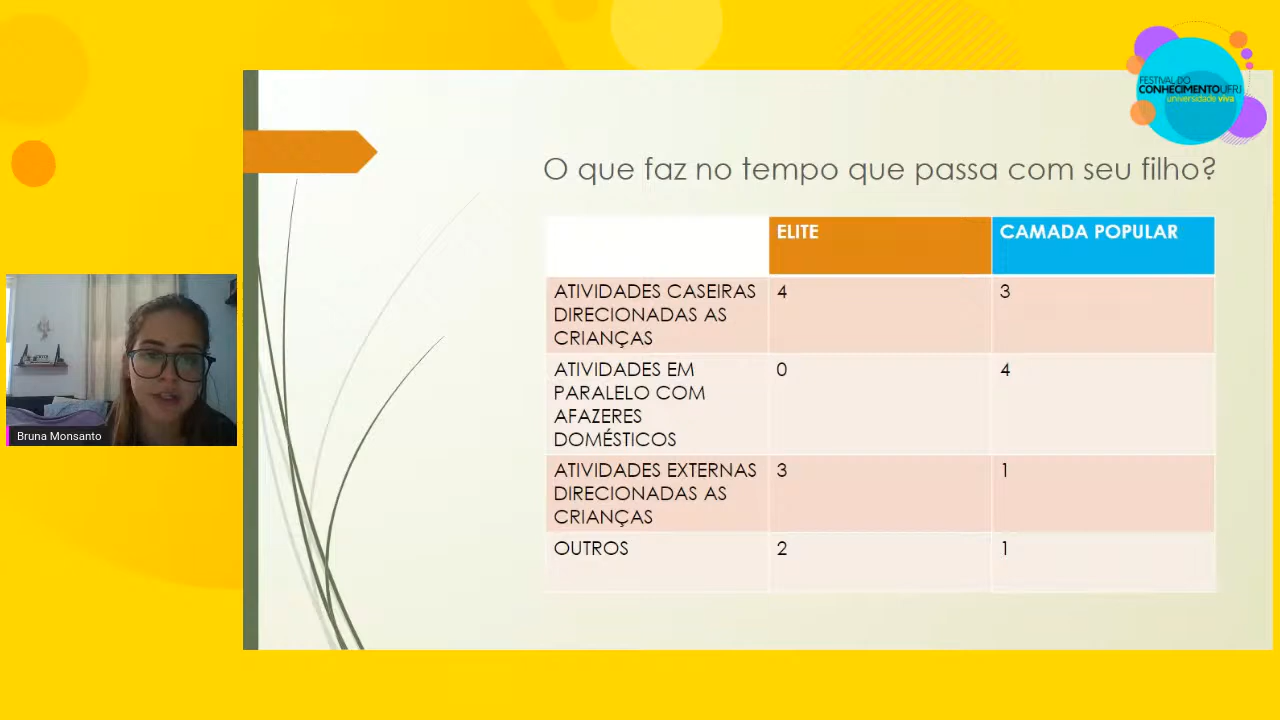 FESTIVAL DO
CONHECIMENTO UFRJ
universidade viva
O que faz no tempo que passa com seu filho?
ELITE
CAMADA POPULAR
ATIVIDADES CASEIRAS
DIRECIONADAS AS
CRIANÇAS
4
3
ATIVIDADES EM
PARALELO COM
AFAZERES
DOMÉSTICOS
0
4
ATIVIDADES EXTERNAS
DIRECIONADAS AS
CRIANÇAS
3
1
OUTROS
2
1
Bruna Monsanto